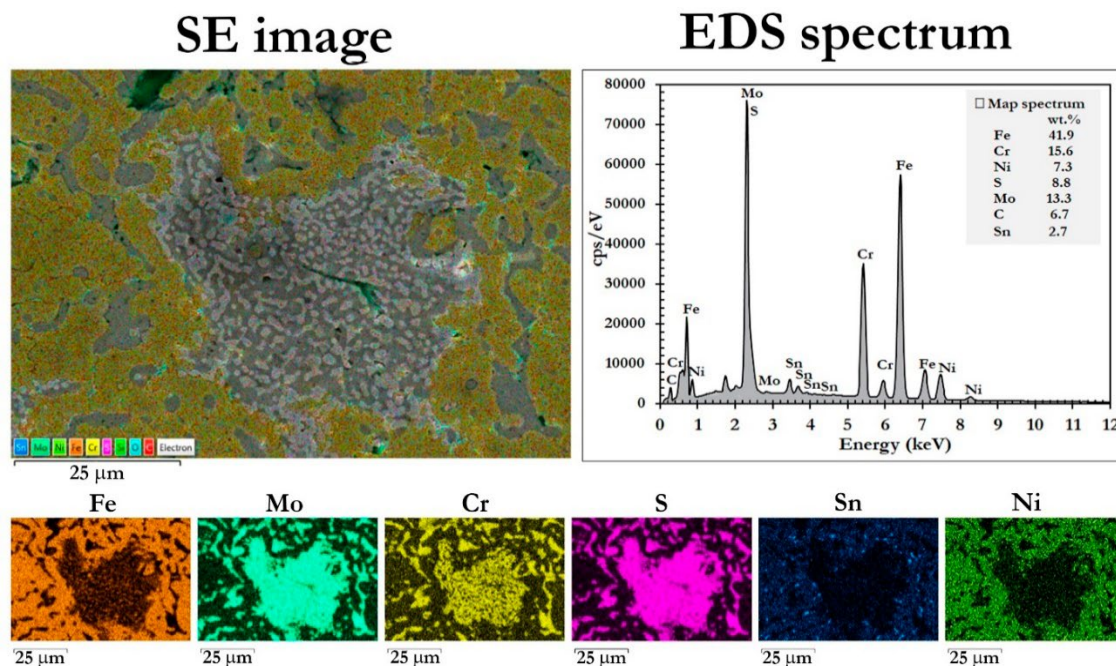 SE image
EDS spectrum
Sn Mo Ni Fe Cr S Si O C Electron
25 μm
80000
70000
60000
50000
40000
30000
20000
10000
0
cps/eV
Mo
S
Fe
Cr
Fe
Cr
C
Ni
Mo
Sn
Sn
Sn
Sn
Cr
Fe
Ni
Ni
Map spectrum
wt.%
Fe 41.9
Cr 15.6
Ni 7.3
S 8.8
Mo 13.3
C 6.7
Sn 2.7
0 1 2 3 4 5 6 7 8 9 10 11 12
Energy (keV)
Fe Mo Cr S Sn Ni
25 μm 25 μm 25 μm 25 μm 25 μm 25 μm